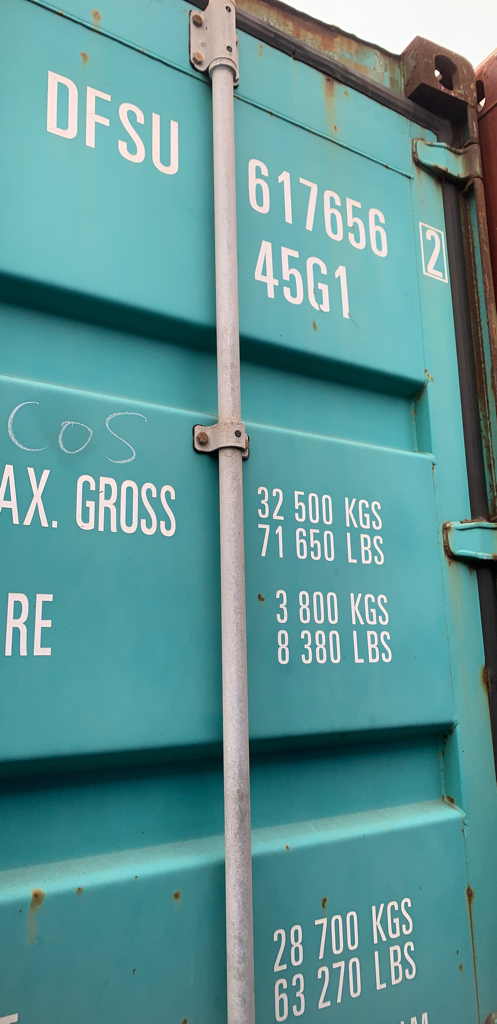 DFSU 617656 2
45G1
COS
AX. GROSS 32 500 KGS
71 650 LBS
RE 3 800 KGS
8 380 LBS
28 700 KGS
63 270 LBS